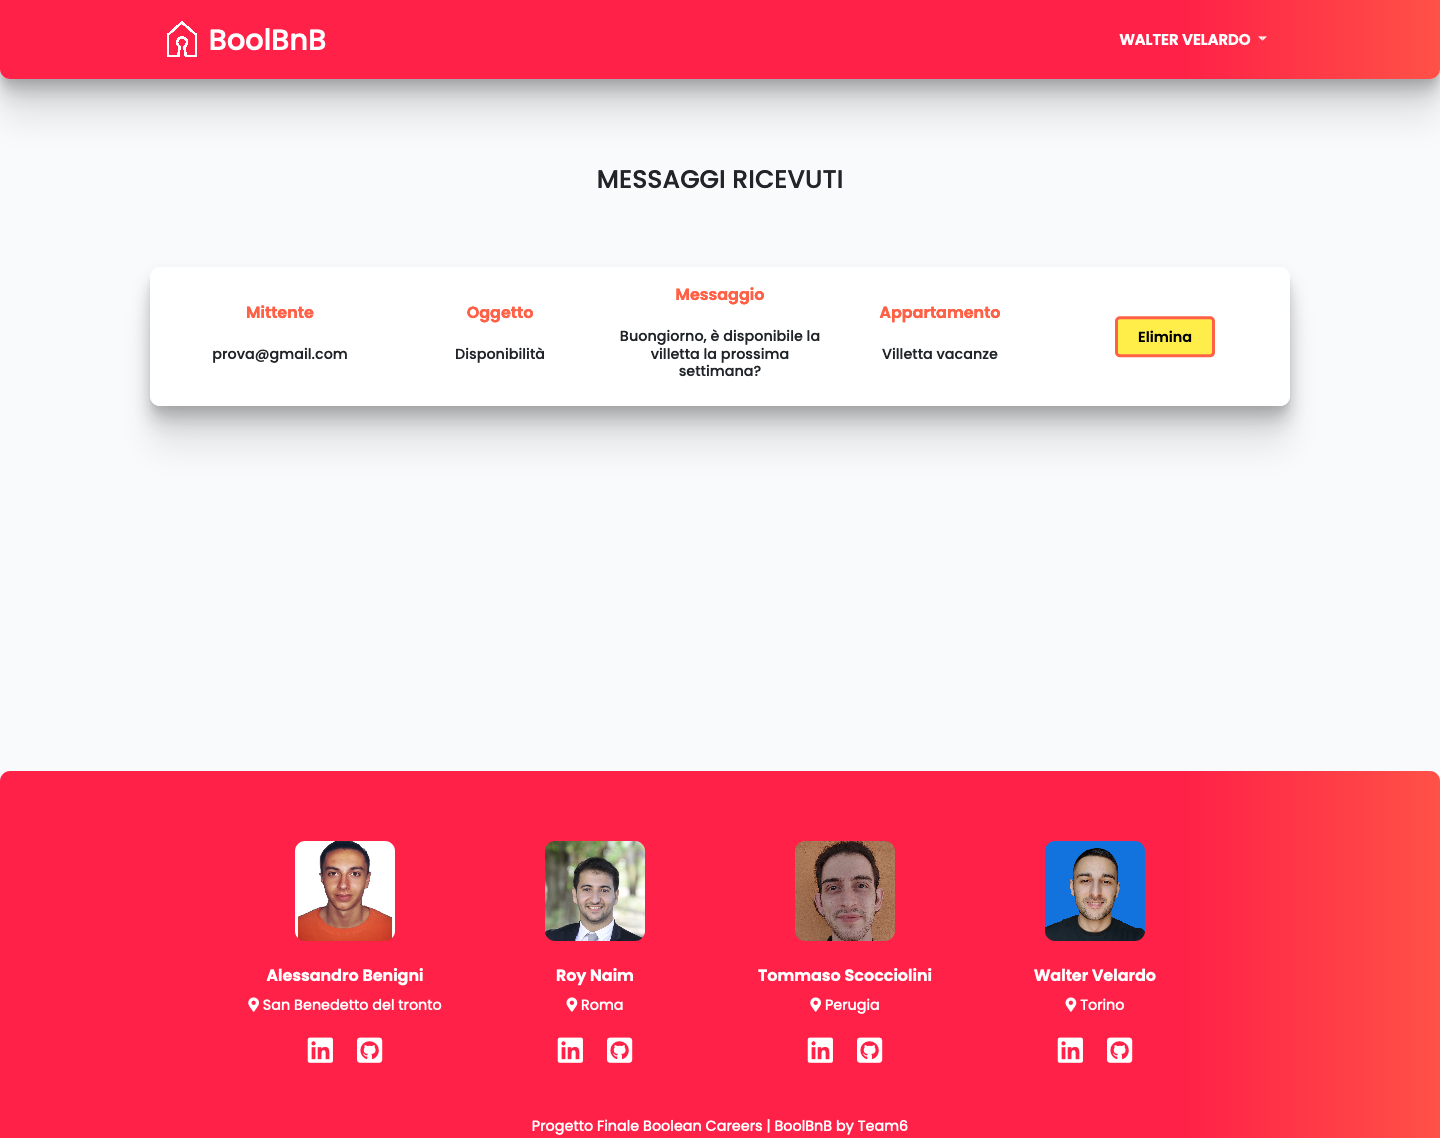 BoolBnB
WALTER VELARDO
MESSAGGI RICEVUTI
Mittente
prova@gmail.com
Oggetto
Disponibilità
Messaggio
Buongiorno, è disponibile la
villetta la prossima
settimana?
Appartamento
Villetta vacanze
Elimina
Alessandro Benigni
San Benedetto del tronto
Roy Naim
Roma
Tommaso Scocciolini
Perugia
Walter Velardo
Torino
Progetto Finale Boolean Careers | BoolBnB by Team6